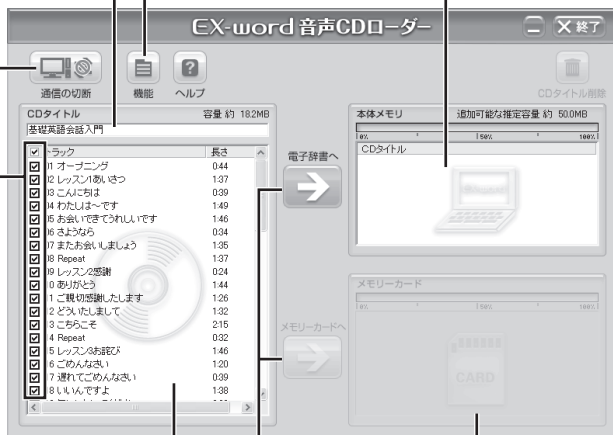 EX-word 音声CDローダー
終了
通信の切断
機能
ヘルプ
CDタイトル削除
CDタイトル 容量 約 18.2MB
基礎英語会話入門
トラック 長さ
01 オープニング 0:44
02 レッスン1あいさつ 1:37
03 こんにちは 0:39
04 わたしは~です 1:49
05 お会いできてうれしいです 1:46
06 さようなら 0:34
07 またお会いしましょう 1:35
08 Repeat 1:37
09 レッスン2感謝 0:24
10 ありがとう 1:44
11 ご親切感謝したします 1:26
12 どういたしまして 1:32
13 こちらこそ 2:15
14 Repeat 0:32
15 レッスン3お詫び 1:46
16 ごめんなさい 1:20
17 遅れてごめんなさい 0:39
18 いいんですよ 1:38
電子辞書へ
メモリーカードへ
本体メモリ 追加可能な推定容量 約 50.0MB
0% 50% 100%
CDタイトル
メモリーカード
0% 50% 100%
CARD